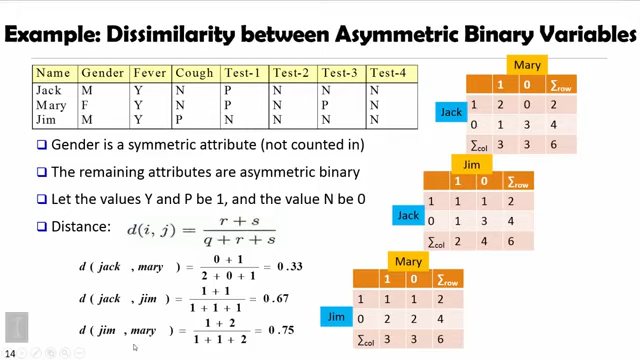 Example: Dissimilarity between Asymmetric Binary Variables
Name Gender Fever Cough Test-1 Test-2 Test-3 Test-4
Jack M Y N P N N N
Mary F Y N P N P N
Jim M Y P N N N N
Gender is a symmetric attribute (not counted in)
The remaining attributes are asymmetric binary
Let the values Y and P be 1, and the value N be 0
Distance: d(i, j) = r + s / q + r + s
d ( jack , mary ) = 0 + 1 / 2 + 0 + 1 = 0.33
d ( jack , jim ) = 1 + 1 / 1 + 1 + 1 = 0.67
d ( jim , mary ) = 1 + 2 / 1 + 1 + 2 = 0.75
Mary
1 0 ∑row
Jack
1 2 0 2
0 1 3 4
∑col 3 3 6
Jim
1 0 ∑row
Jack
1 1 1 2
0 1 3 4
∑col 2 4 6
Mary
1 0 ∑row
Jim
1 1 1 2
0 2 2 4
∑col 3 3 6
14